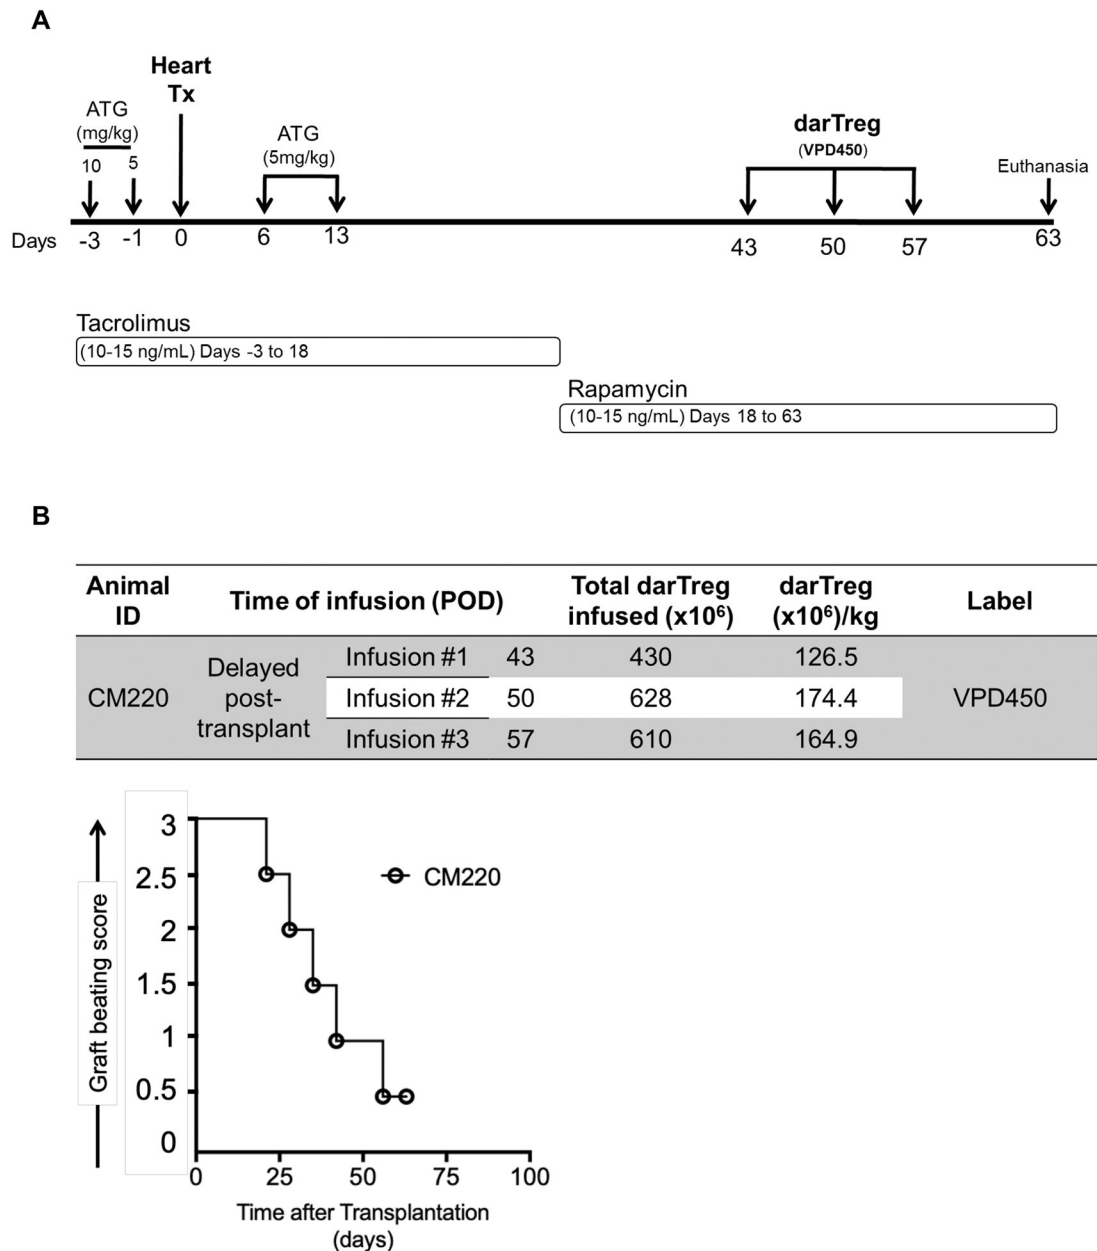 A
Heart
Tx
ATG
(mg/kg)
10 5
ATG
(5mg/kg)
darTreg
(VPD450)
Euthanasia
Days -3 -1 0 6 13 43 50 57 63
Tacrolimus
(10-15 ng/mL) Days -3 to 18
Rapamycin
(10-15 ng/mL) Days 18 to 63
B
Animal ID Time of infusion (POD) Total darTreg infused (x10⁶) darTreg (x10⁶)/kg Label
CM220 Delayed post-transplant Infusion #1 43 430 126.5 VPD450
Infusion #2 50 628 174.4
Infusion #3 57 610 164.9
Graft beating score
3
2.5
2
1.5
1
0.5
0
CM220
0 25 50 75 100
Time after Transplantation
(days)